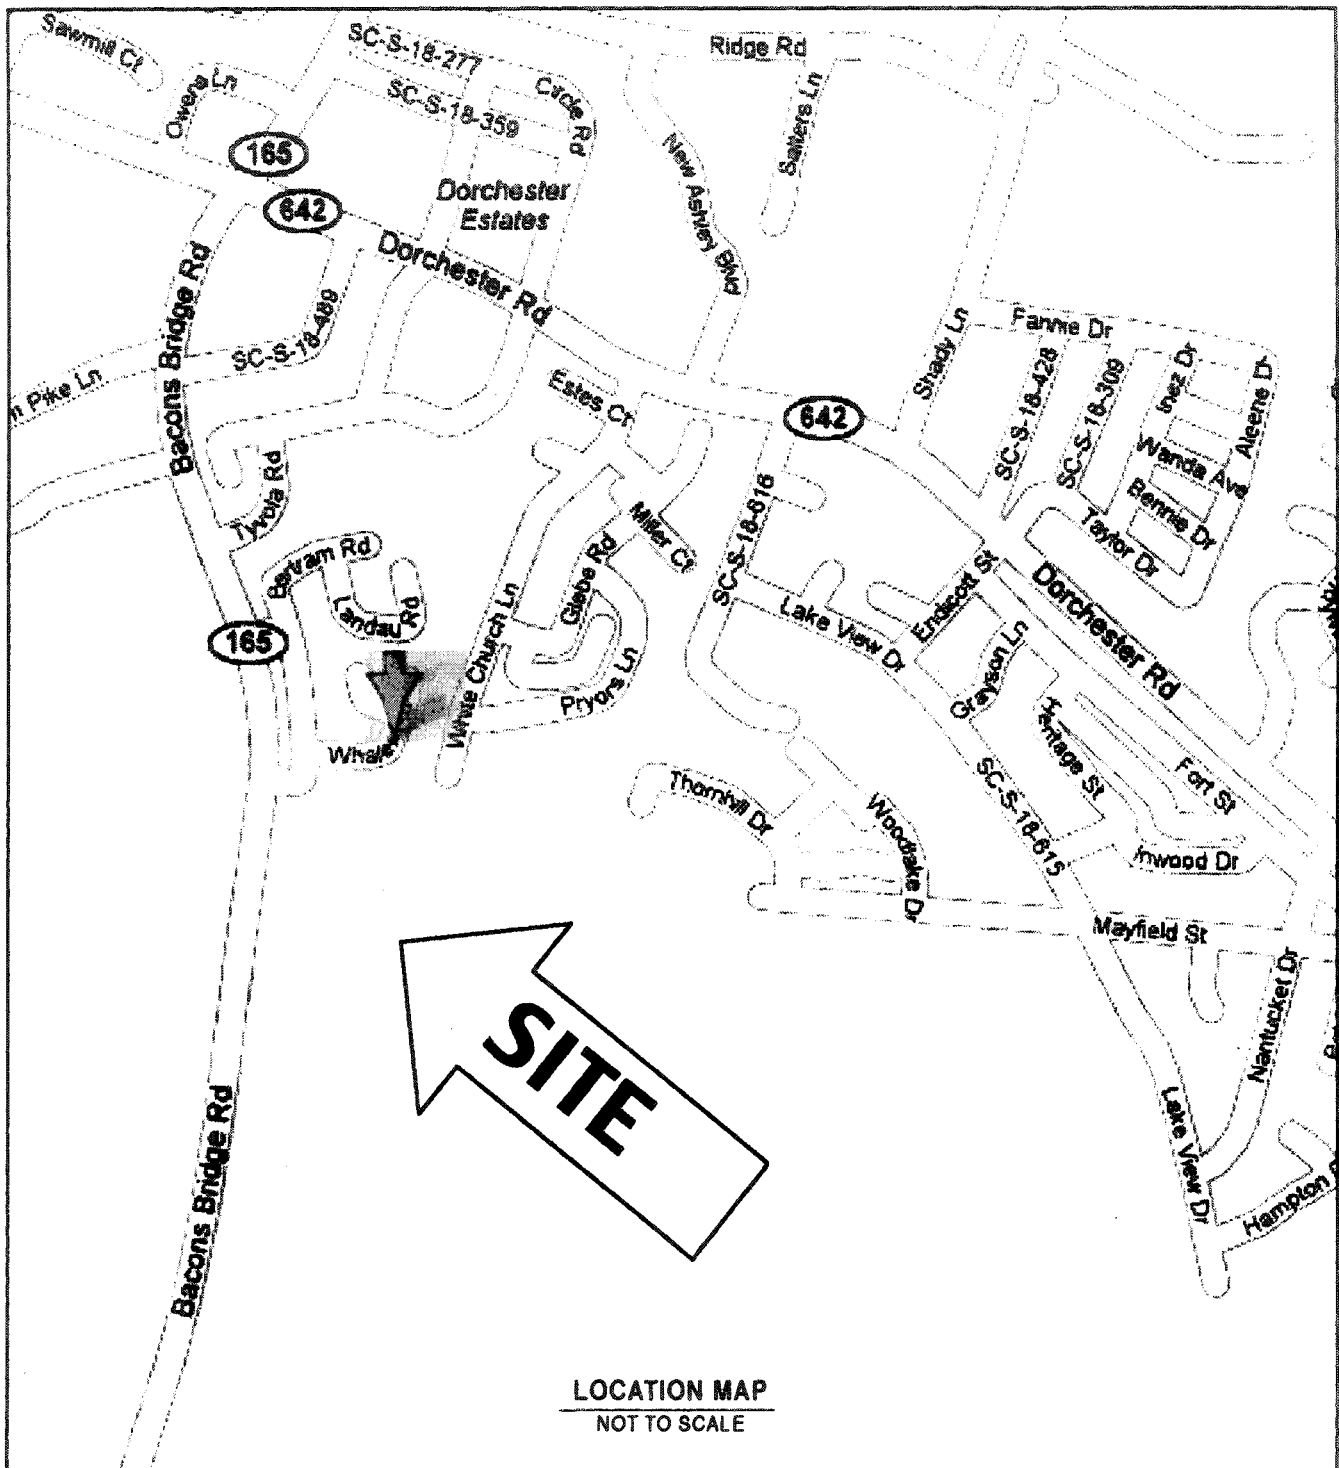 Sawmill Ct
SC-S-18-277
Ridge Rd
Owens Ln
SC-S-18-359
Circle Rd
Salters Ln
165
New Ashley Blvd
Dorchester
Estates
642
Dorchester Rd
Bacons Bridge Rd
SC-S-18-489
Shady Ln
Fannie Dr
Pike Ln
Estes Ct
642
SC-S-18-428
SC-S-18-309
Inez Dr
Aleene Dr
Wanda Ave
Bennie Dr
Tyvola Rd
Miller Ct
SC-S-18-616
Taylor Dr
Bertram Rd
Glebe Rd
Endicott St
Dorchester Rd
Landau Rd
Lake View Dr
165
White Church Ln
Grayson Ln
Pryors Ln
Heritage St
Whale
Thornhill Dr
SC-S-18-615
Fort St
Woodlake Dr
nwood Dr
Mayfield St
Nantucket Dr
SITE
Bacons Bridge Rd
Lake View Dr
Hampton
LOCATION MAP
NOT TO SCALE